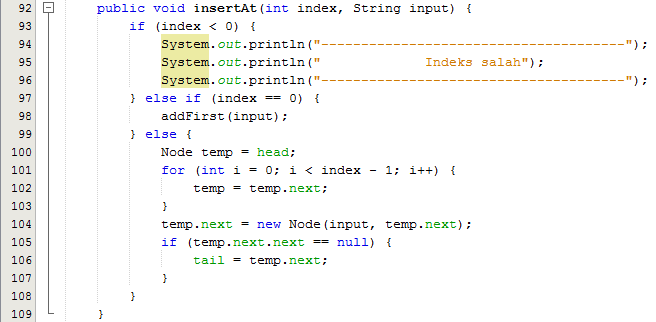 92 public void insertAt(int index, String input) {
93 if (index < 0) {
94 System.out.println("--------------------------------------");
95 System.out.println("             Indeks salah");
96 System.out.println("--------------------------------------");
97 } else if (index == 0) {
98 addFirst(input);
99 } else {
100 Node temp = head;
101 for (int i = 0; i < index - 1; i++) {
102 temp = temp.next;
103 }
104 temp.next = new Node(input, temp.next);
105 if (temp.next.next == null) {
106 tail = temp.next;
107 }
108 }
109 }